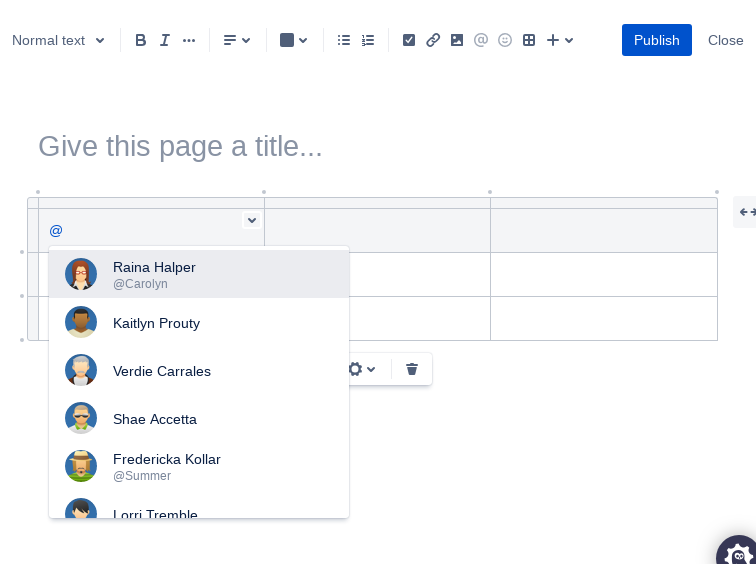 Normal text
Publish
Close
Give this page a title...
@
Raina Halper
@Carolyn
Kaitlyn Prouty
Verdie Carrales
Shae Accetta
Fredericka Kollar
@Summer
Lorri Tremble